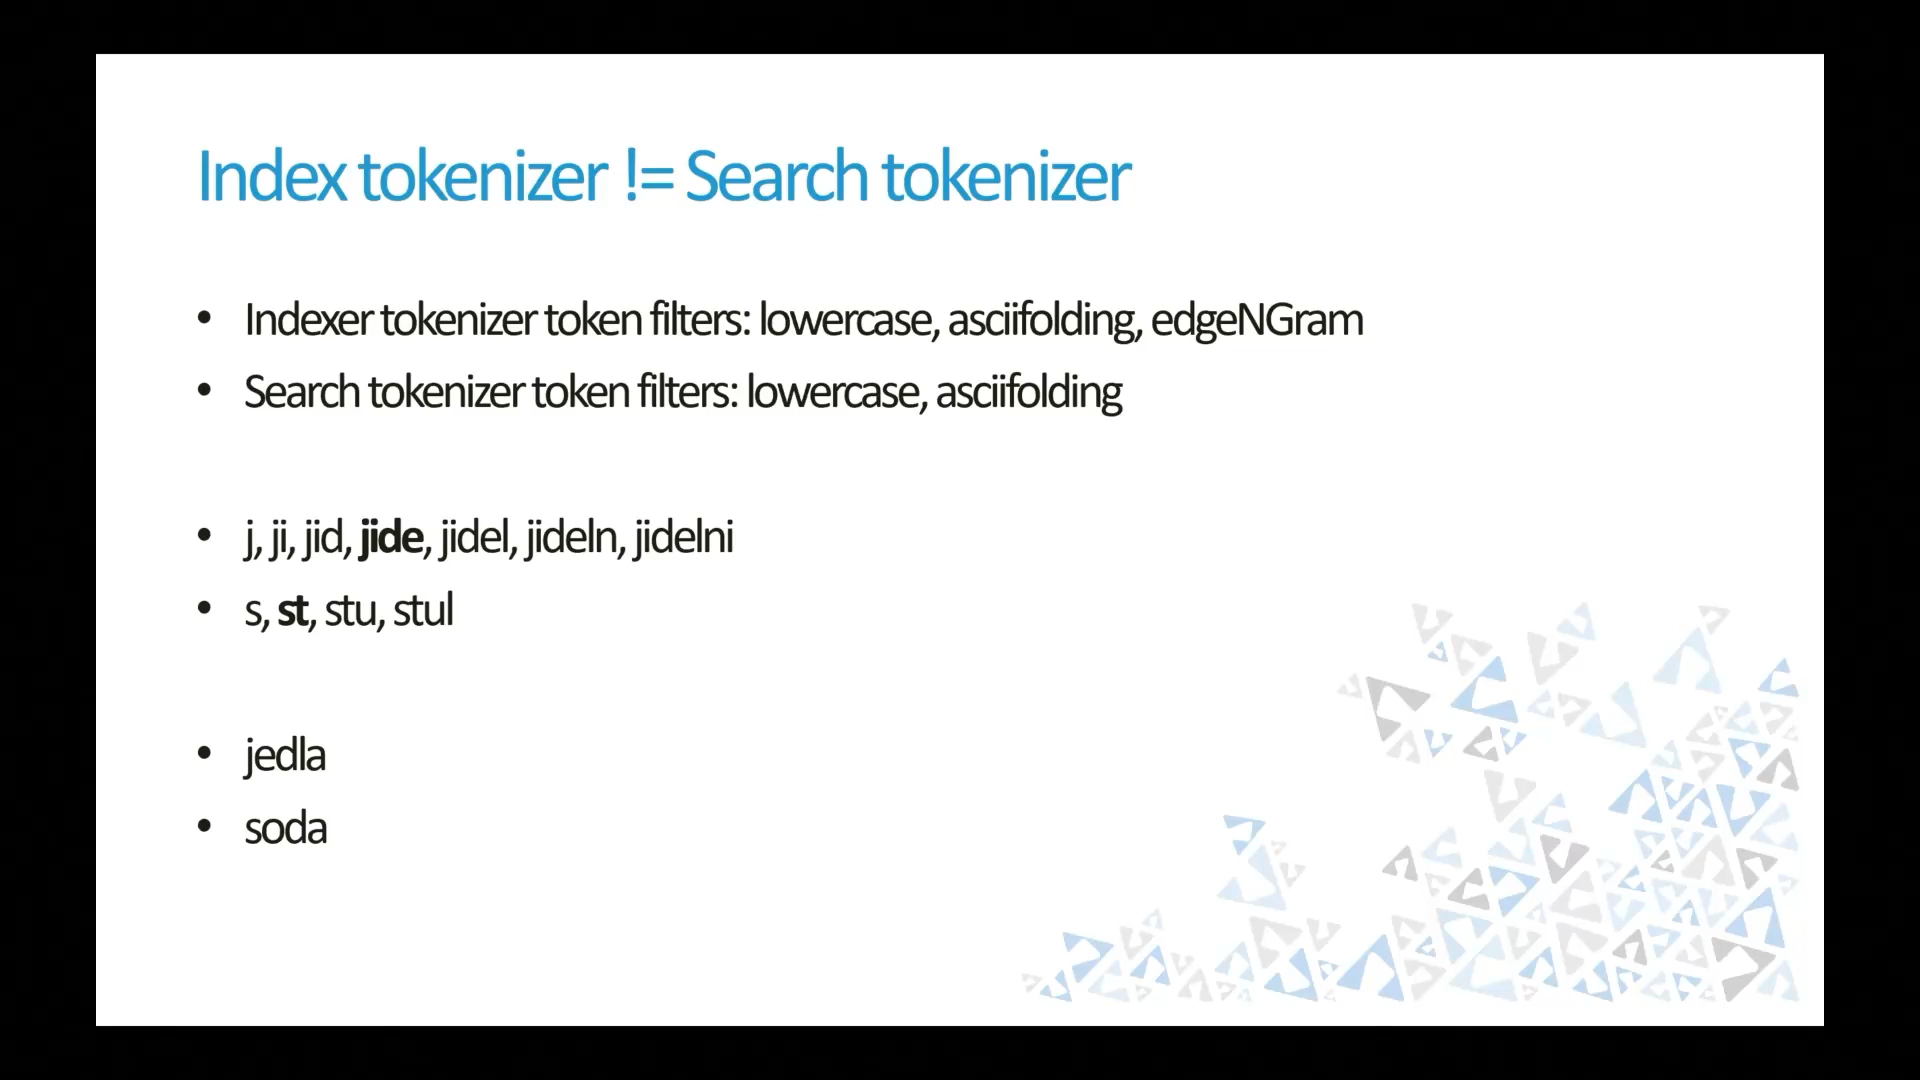 Index tokenizer != Search tokenizer
• Indexer tokenizer token filters: lowercase, asciifolding, edgeNGram
• Search tokenizer token filters: lowercase, asciifolding
• j, ji, jid, jide, jidel, jideln, jidelni
• s, st, stu, stul
• jedla
• soda